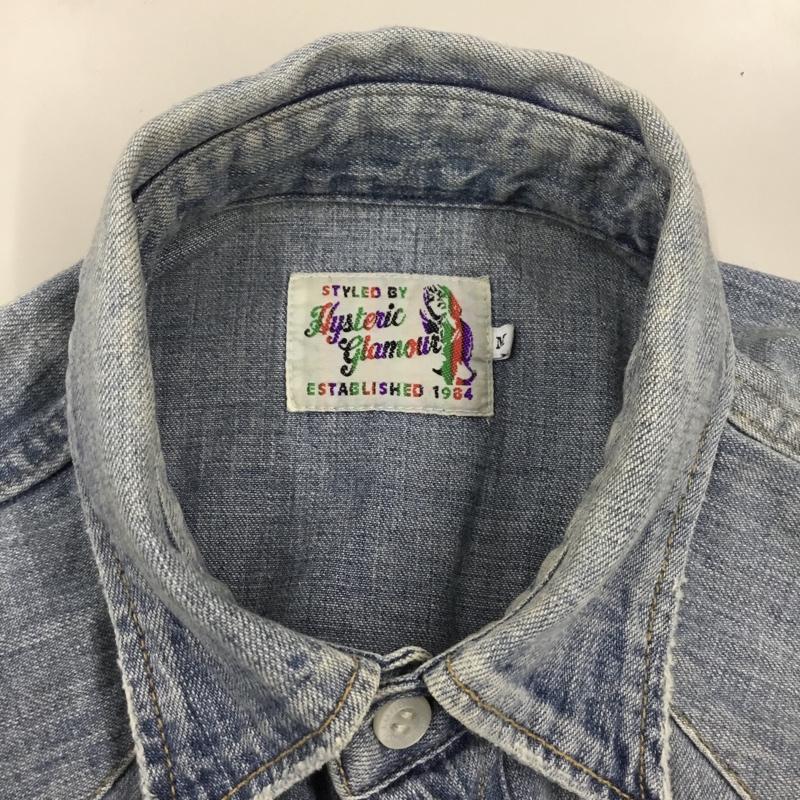 STYLED BY
Hysteric
Glamour
ESTABLISHED 1984